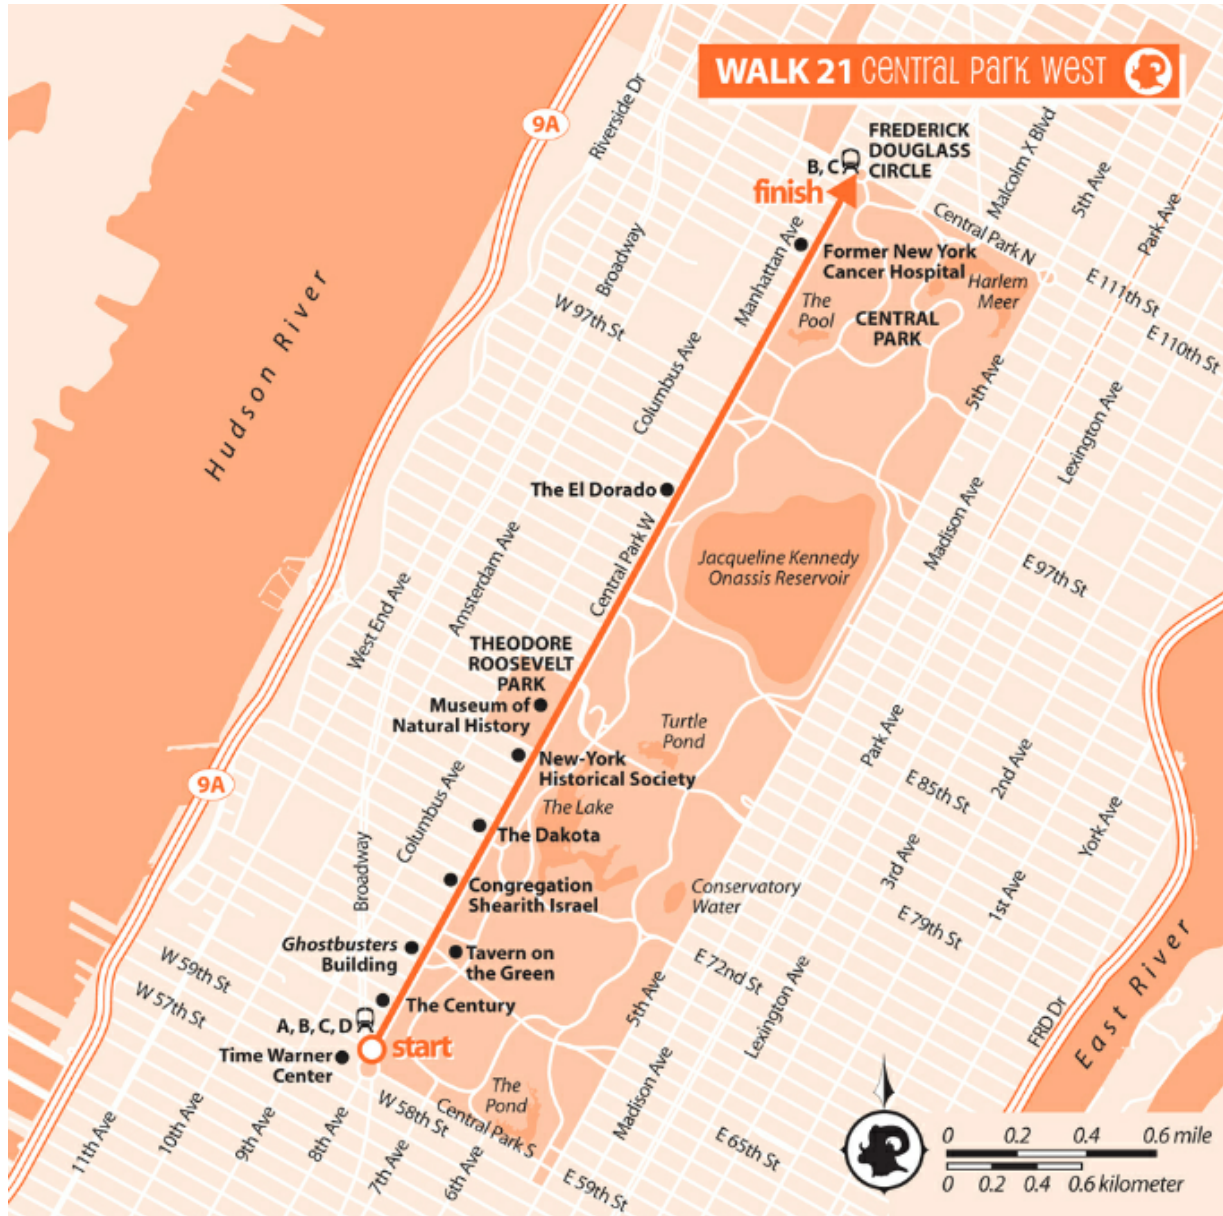 WALK 21 CENTRAL PARK WEST
9A
Riverside Dr
FREDERICK
DOUGLASS
CIRCLE
B, C
finish
Malcolm X Blvd
5th Ave
Park Ave
Central Park N
Broadway
Manhattan Ave
Former New York
Cancer Hospital
Harlem
Meer
E 111th St
E 110th St
W 97th St
The
Pool
CENTRAL
PARK
Hudson River
Columbus Ave
5th Ave
Lexington Ave
The El Dorado
Madison Ave
Central Park W
Amsterdam Ave
Jacqueline Kennedy
Onassis Reservoir
E 97th St
West End Ave
THEODORE
ROOSEVELT
PARK
Museum of
Natural History
Turtle
Pond
Park Ave
New-York
Historical Society
2nd Ave
9A
E 85th St
Columbus Ave
The Lake
The Dakota
York Ave
3rd Ave
Broadway
Congregation
Shearith Israel
Conservatory
Water
1st Ave
E 79th St
Ghostbusters
Building
Tavern on
the Green
W 59th St
E 72nd St
East River
W 57th St
The Century
5th Ave
Lexington Ave
FRD Dr
A, B, C, D
start
Time Warner
Center
The
Pond
Madison Ave
W 58th St
Central Park S
11th Ave
10th Ave
9th Ave
8th Ave
7th Ave
6th Ave
E 65th St
E 59th St
0 0.2 0.4 0.6 mile
0 0.2 0.4 0.6 kilometer